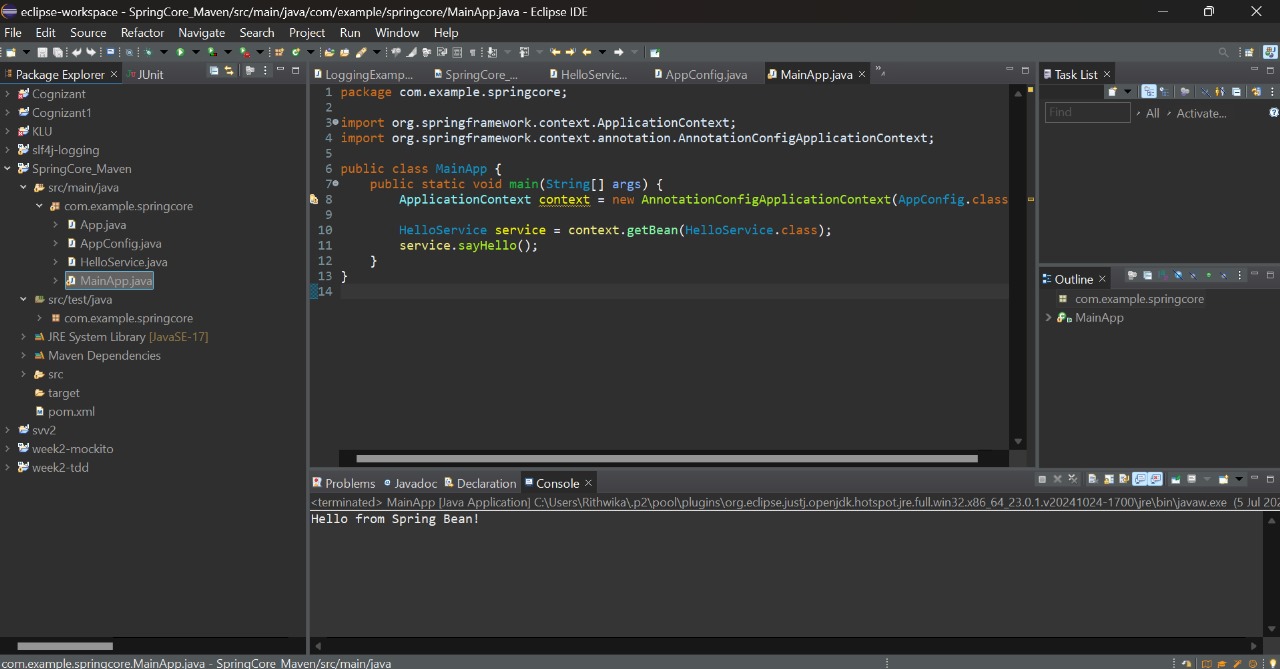 eclipse-workspace - SpringCore_Maven/src/main/java/com/example/springcore/MainApp.java - Eclipse IDE
File Edit Source Refactor Navigate Search Project Run Window Help
Package Explorer × JUnit
Cognizant
Cognizant1
KLU
slf4j-logging
SpringCore_Maven
src/main/java
com.example.springcore
App.java
AppConfig.java
HelloService.java
MainApp.java
src/test/java
com.example.springcore
JRE System Library [JavaSE-17]
Maven Dependencies
src
target
pom.xml
svv2
week2-mockito
week2-tdd
LoggingExamp... SpringCore_... HelloServic... AppConfig.java MainApp.java ×
1 package com.example.springcore;
2
3 import org.springframework.context.ApplicationContext;
4 import org.springframework.context.annotation.AnnotationConfigApplicationContext;
5
6 public class MainApp {
7 public static void main(String[] args) {
8 ApplicationContext context = new AnnotationConfigApplicationContext(AppConfig.class
9
10 HelloService service = context.getBean(HelloService.class);
11 service.sayHello();
12 }
13 }
14
Task List ×
Find All Activate...
Outline ×
com.example.springcore
MainApp
Problems Javadoc Declaration Console ×
<terminated> MainApp [Java Application] C:\Users\Rithwika\.p2\pool\plugins\org.eclipse.justj.openjdk.hotspot.jre.full.win32.x86_64_23.0.1.v20241024-1700\jre\bin\javaw.exe (5 Jul 202
Hello from Spring Bean!
com.example.springcore.MainApp.java - SpringCore_Maven/src/main/java